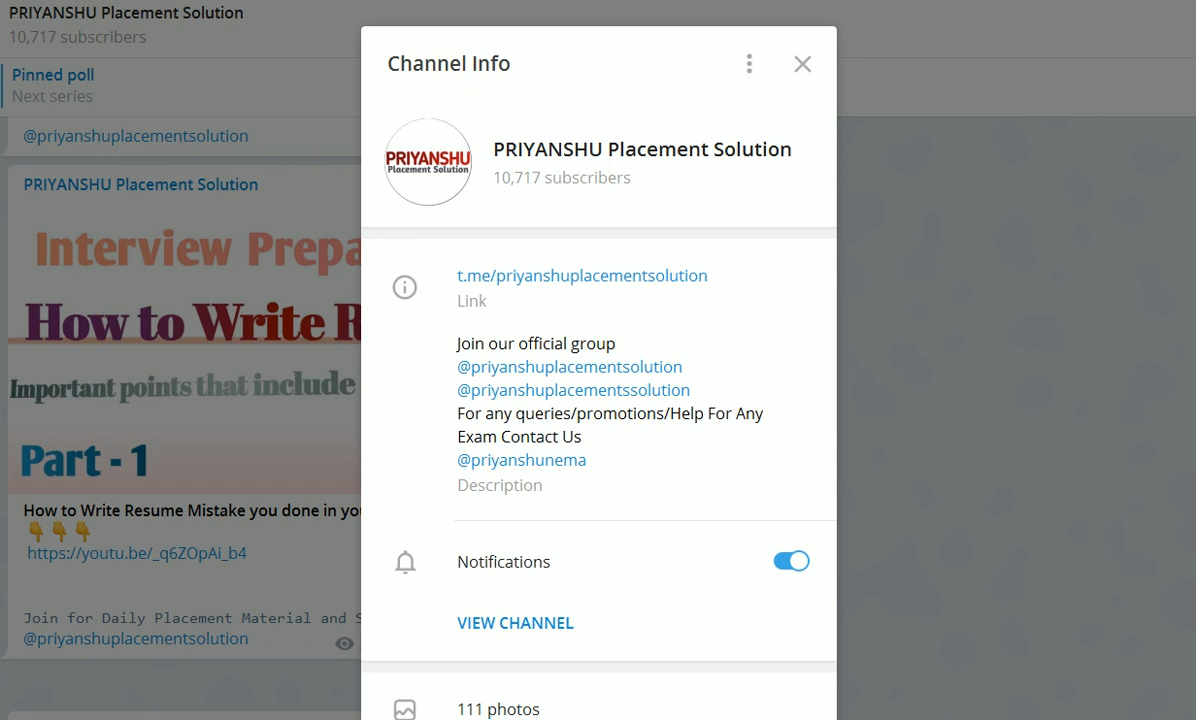 PRIYANSHU Placement Solution
10,717 subscribers
Pinned poll
Next series
@priyanshuplacementsolution
PRIYANSHU Placement Solution
Interview Prepa
How to Write R
Important points that include
Part - 1
How to Write Resume Mistake you done in you
👇👇👇
https://youtu.be/_q6ZOpAi_b4
Join for Daily Placement Material and S
@priyanshuplacementsolution
Channel Info
PRIYANSHU
Placement Solution
PRIYANSHU Placement Solution
10,717 subscribers
t.me/priyanshuplacementsolution
Link
Join our official group
@priyanshuplacementsolution
@priyanshuplacementssolution
For any queries/promotions/Help For Any
Exam Contact Us
@priyanshunema
Description
Notifications
VIEW CHANNEL
111 photos